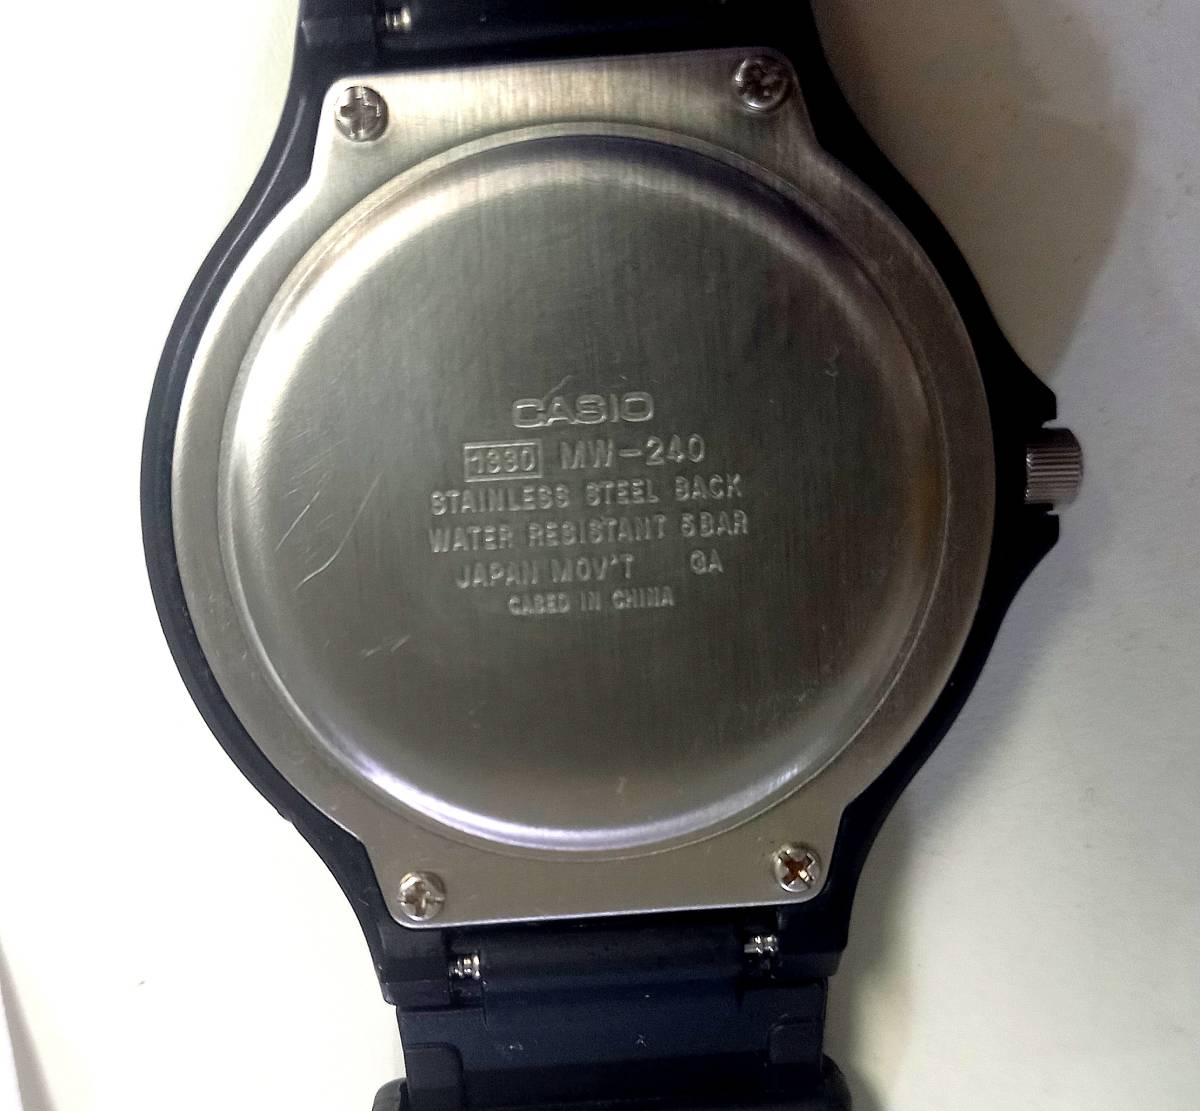 CASIO
1330 MW-240
STAINLESS STEEL BACK
WATER RESISTANT 5BAR
JAPAN MOV'T GA
CASED IN CHINA